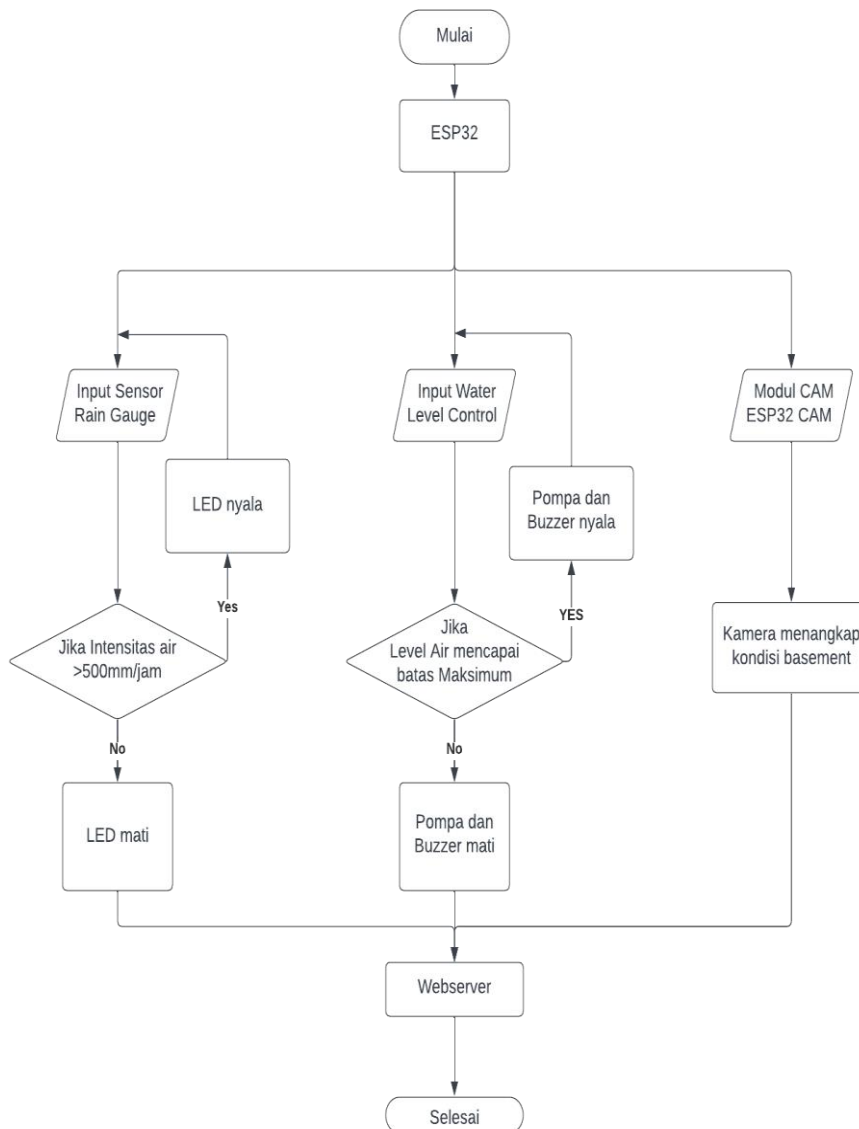 Mulai
ESP32
Input Sensor
Rain Gauge
Input Water
Level Control
Modul CAM
ESP32 CAM
LED nyala
Pompa dan
Buzzer nyala
Yes
YES
Jika Intensitas air
>500mm/jam
Jika
Level Air mencapai
batas Maksimum
Kamera menangkap
kondisi basement
No
No
LED mati
Pompa dan
Buzzer mati
Webserver
Selesai